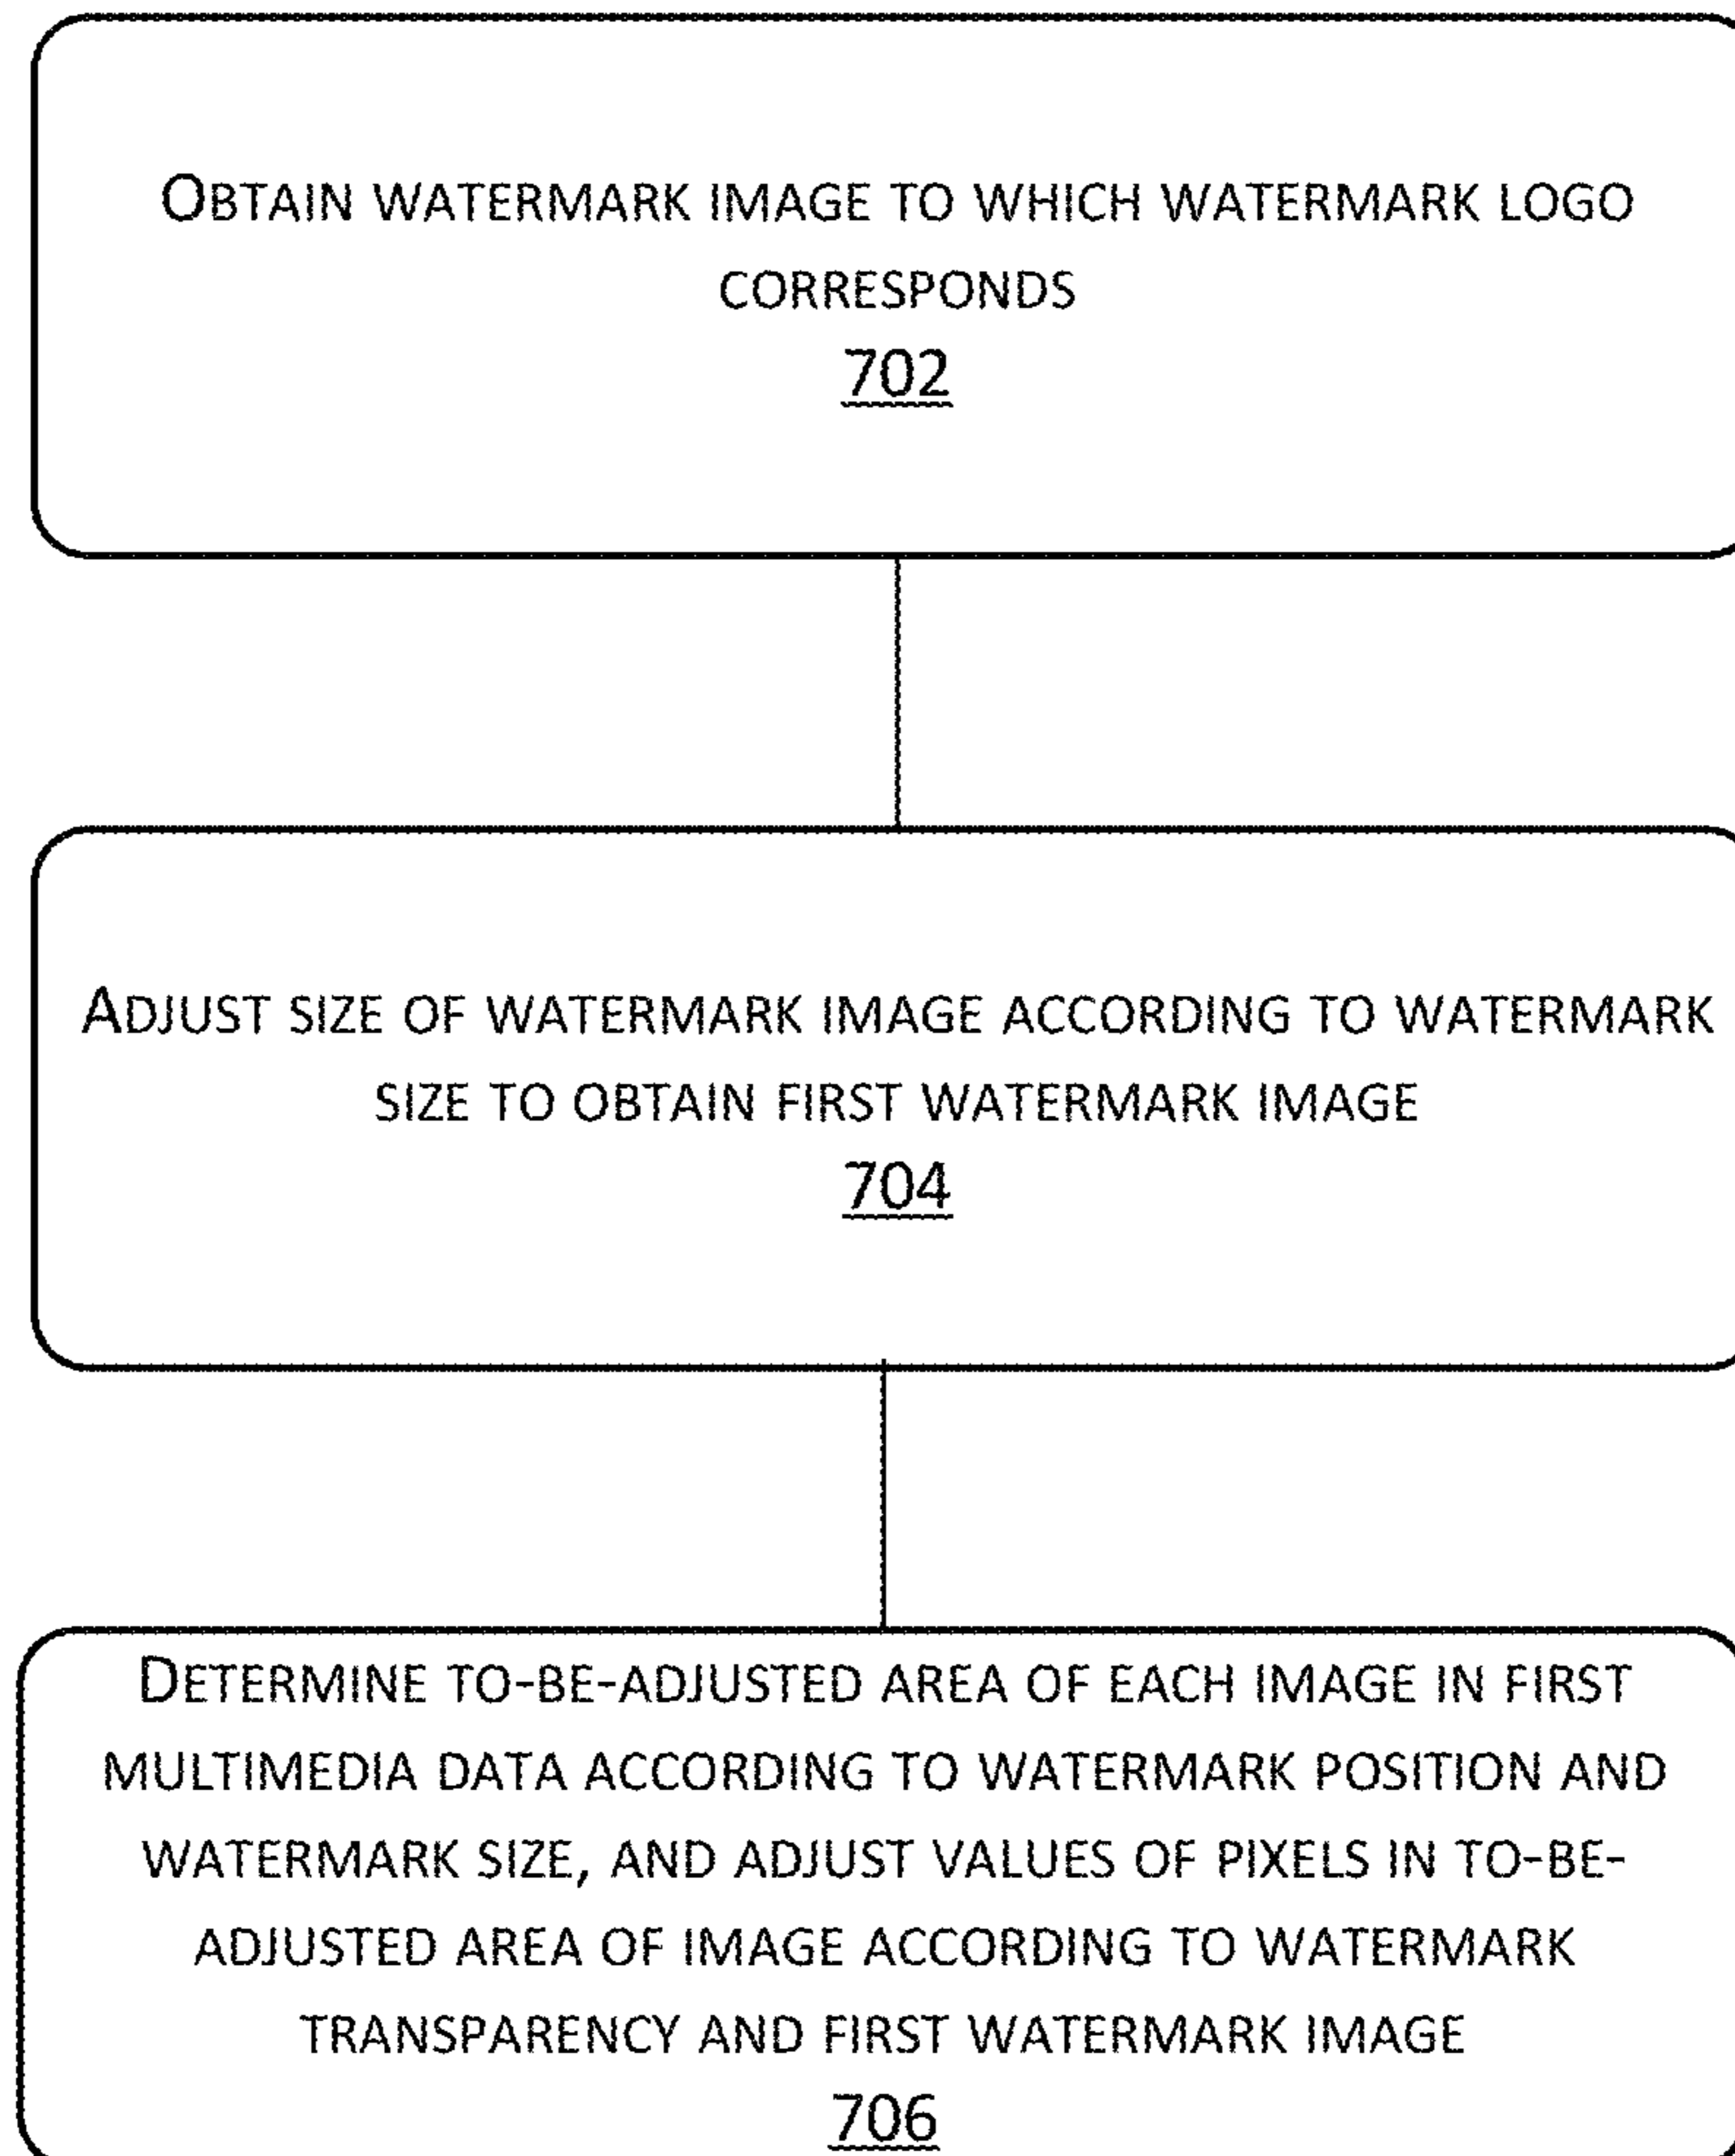 OBTAIN WATERMARK IMAGE TO WHICH WATERMARK LOGO
CORRESPONDS
702
ADJUST SIZE OF WATERMARK IMAGE ACCORDING TO WATERMARK
SIZE TO OBTAIN FIRST WATERMARK IMAGE
704
DETERMINE TO-BE-ADJUSTED AREA OF EACH IMAGE IN FIRST
MULTIMEDIA DATA ACCORDING TO WATERMARK POSITION AND
WATERMARK SIZE, AND ADJUST VALUES OF PIXELS IN TO-BE-
ADJUSTED AREA OF IMAGE ACCORDING TO WATERMARK
TRANSPARENCY AND FIRST WATERMARK IMAGE
706